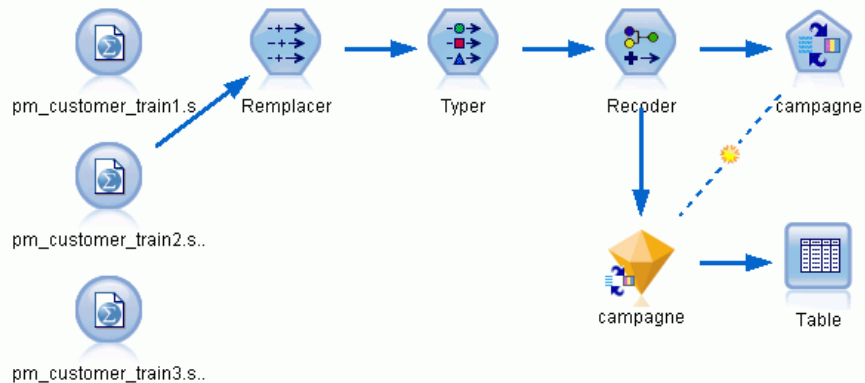 pm_customer_train1.s..
Remplacer
Typer
Recoder
campagne
pm_customer_train2.s..
campagne
Table
pm_customer_train3.s..